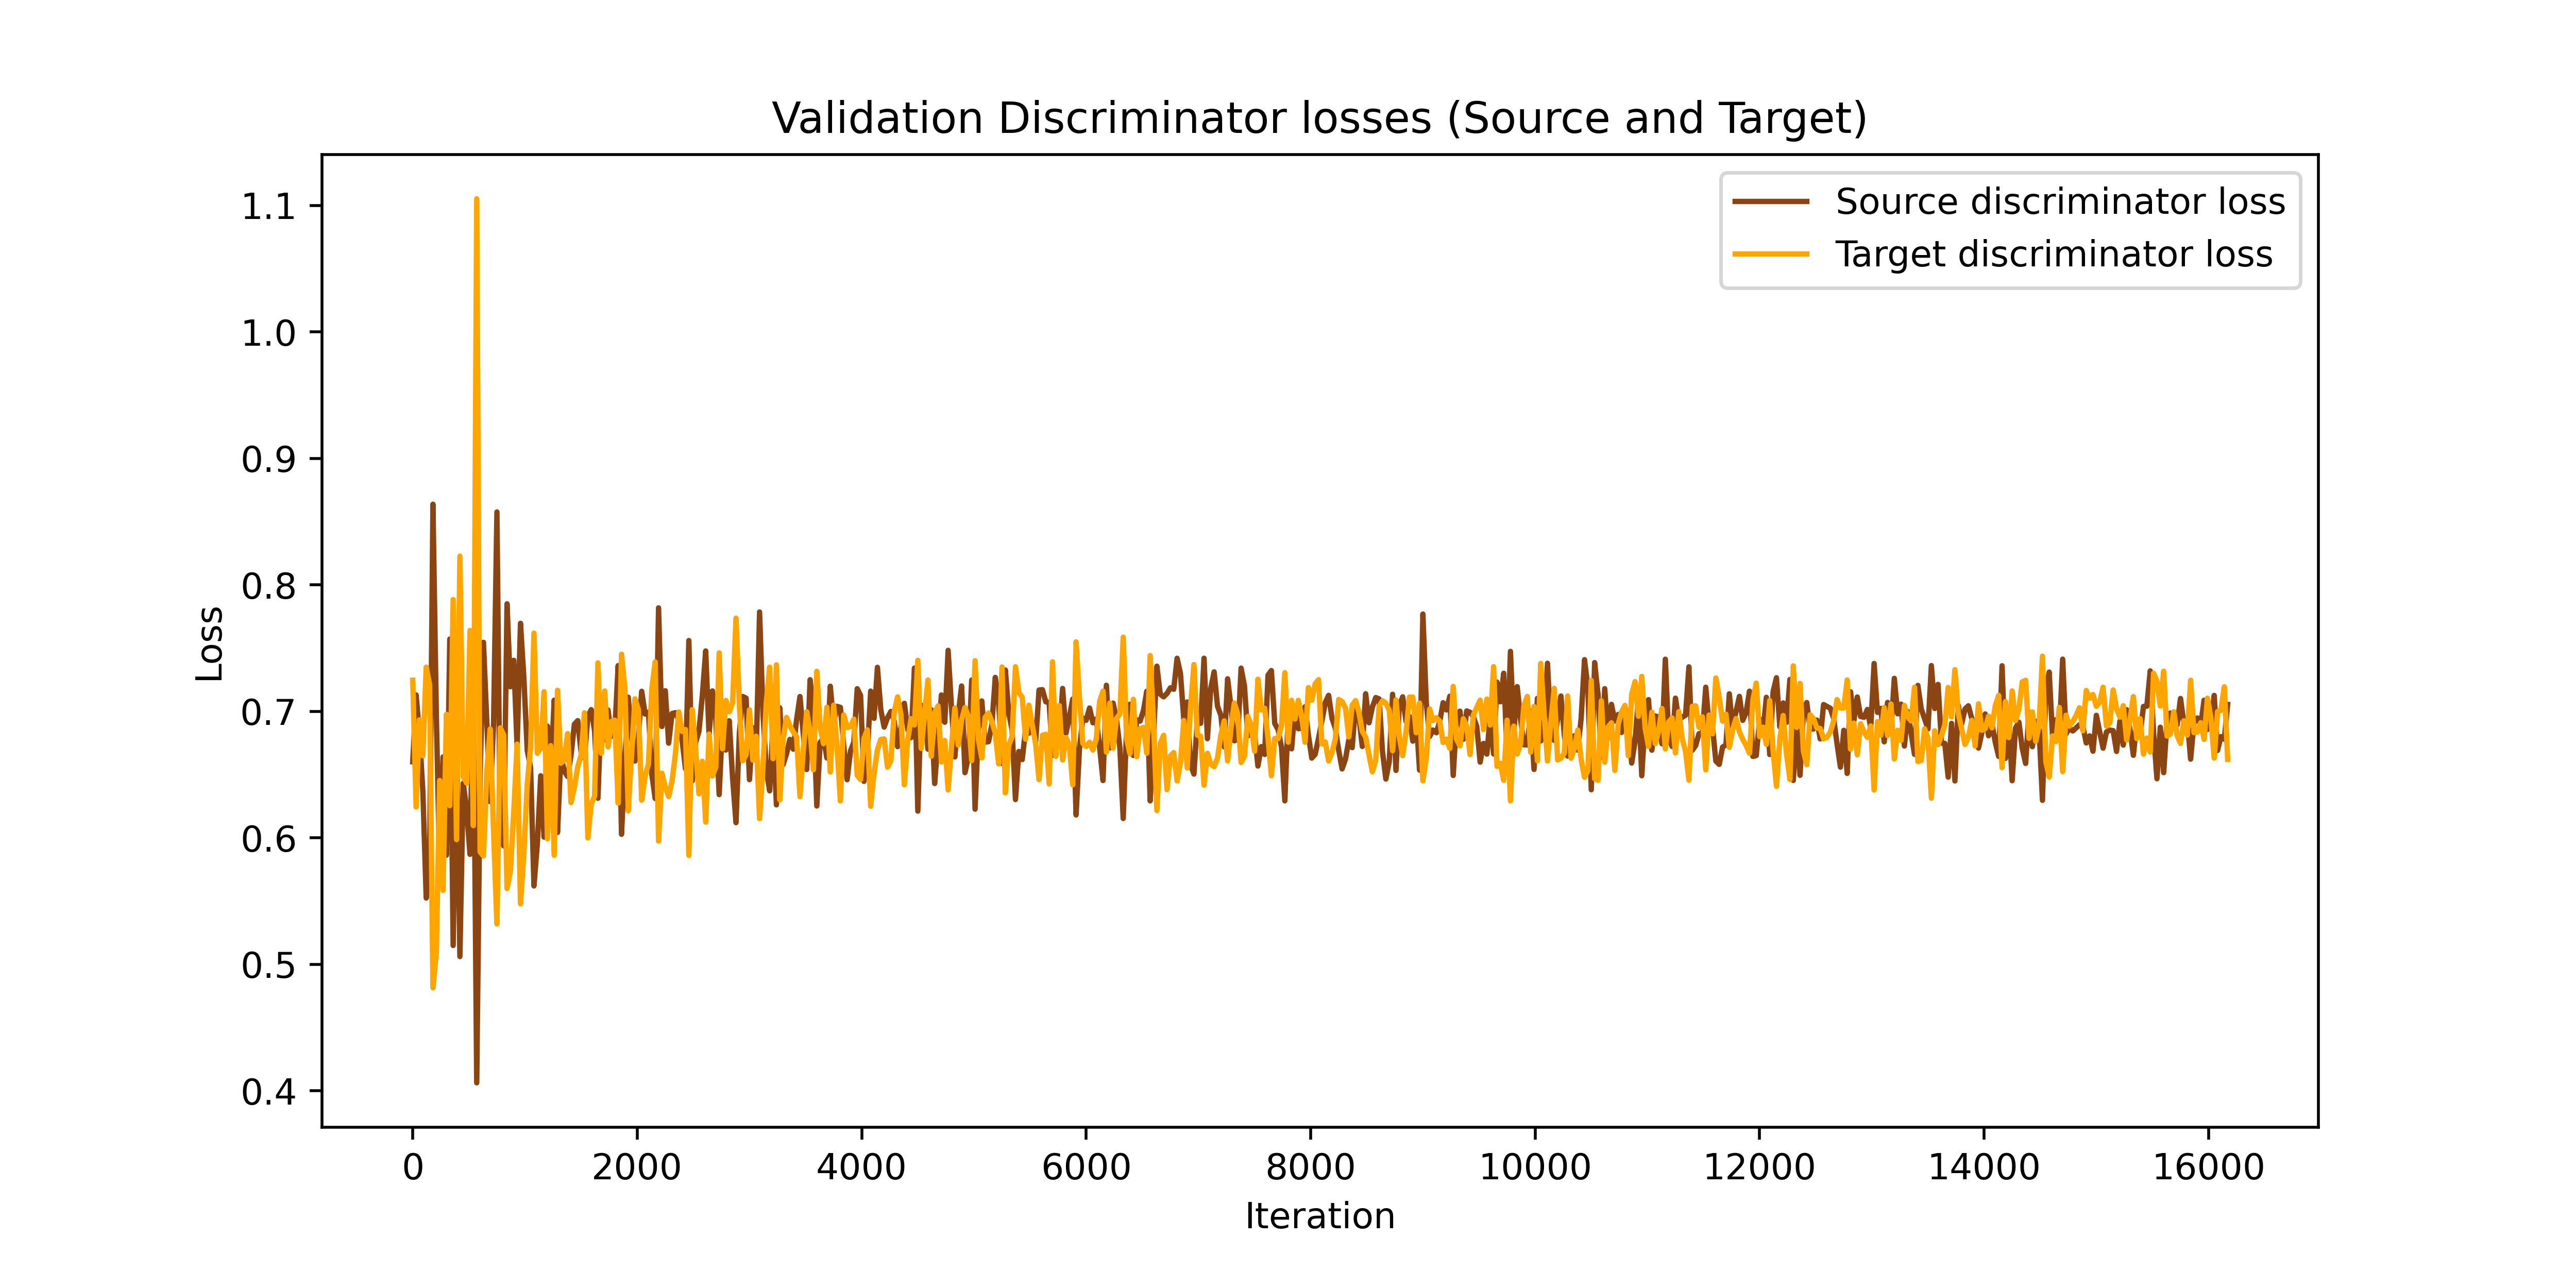 Validation Discriminator losses (Source and Target)
Source discriminator loss
Target discriminator loss
1.1
1.0
0.9
0.8
0.7
0.6
0.5
0.4
Loss
0 2000 4000 6000 8000 10000 12000 14000 16000
Iteration